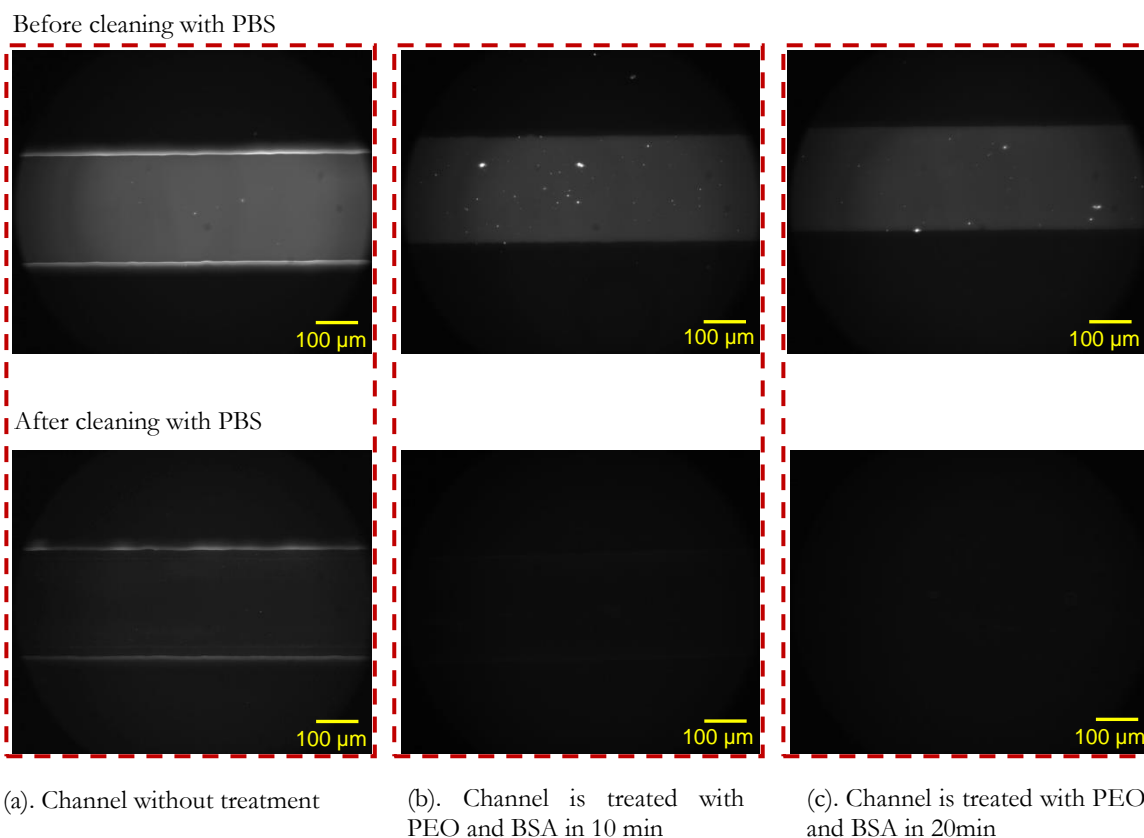 Before cleaning with PBS
100 µm
100 µm
100 µm
After cleaning with PBS
100 µm
100 µm
100 µm
(a). Channel without treatment
(b). Channel is treated with
PEO and BSA in 10 min
(c). Channel is treated with PEO
and BSA in 20min